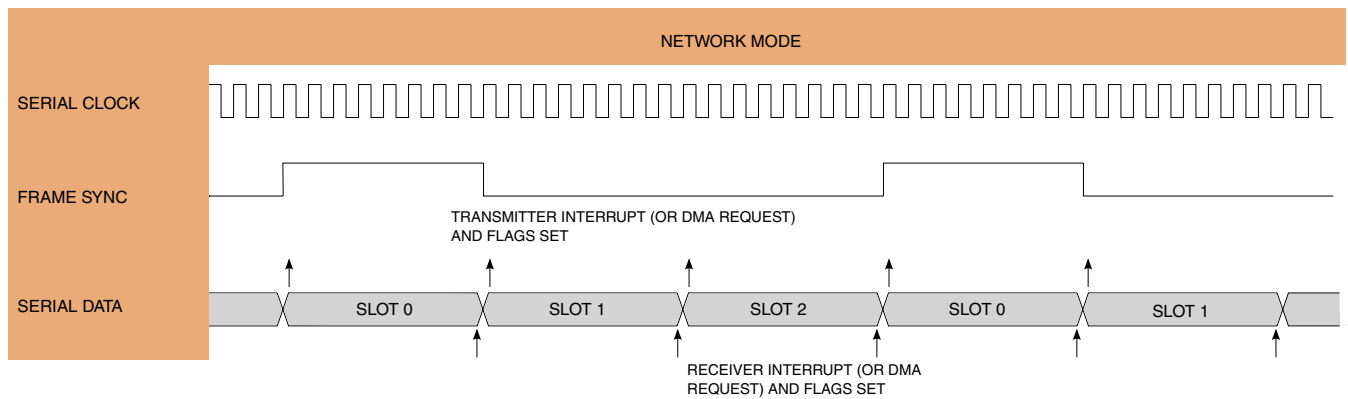 NETWORK MODE
SERIAL CLOCK
FRAME SYNC
TRANSMITTER INTERRUPT (OR DMA REQUEST)
AND FLAGS SET
SERIAL DATA
SLOT 0
SLOT 1
SLOT 2
SLOT 0
SLOT 1
RECEIVER INTERRUPT (OR DMA
REQUEST) AND FLAGS SET